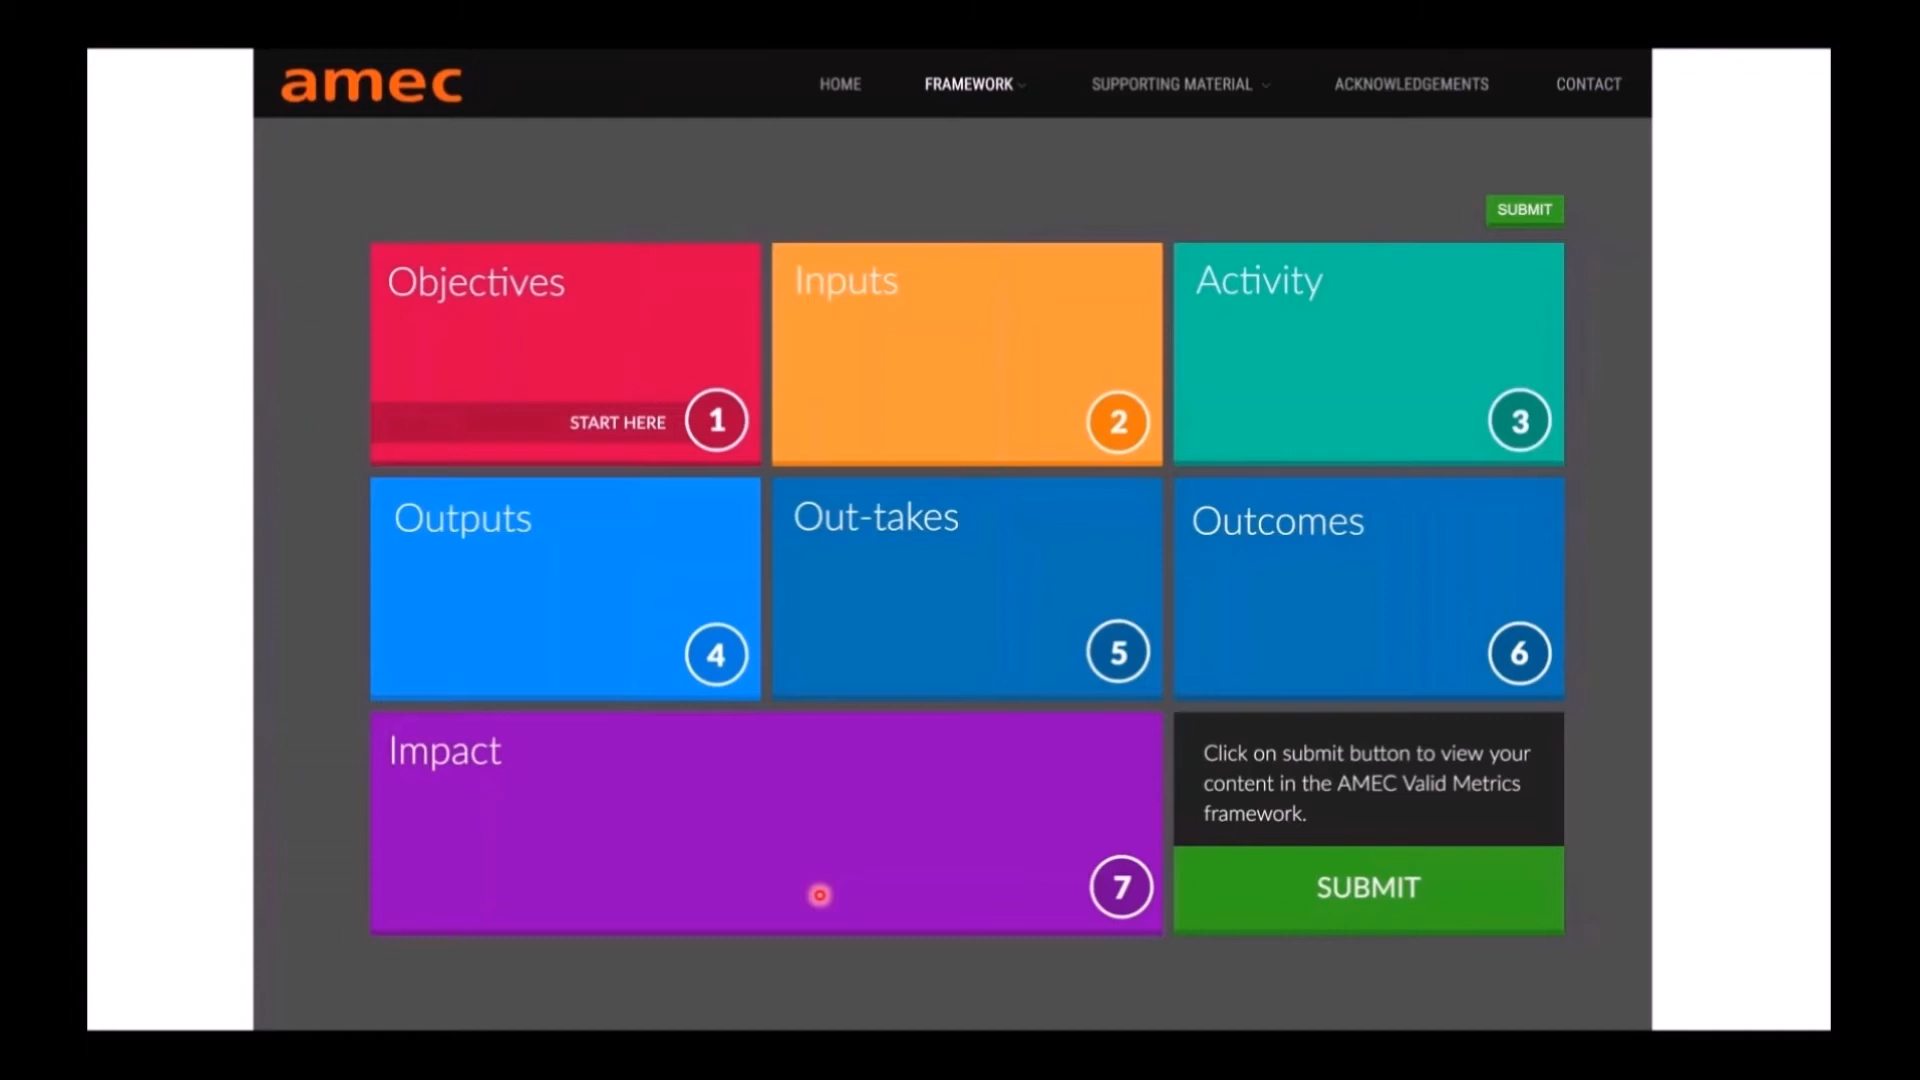 amec
HOME
FRAMEWORK
SUPPORTING MATERIAL
ACKNOWLEDGEMENTS
CONTACT
SUBMIT
Objectives
START HERE
1
Inputs
2
Activity
3
Outputs
4
Out-takes
5
Outcomes
6
Impact
7
Click on submit button to view your
content in the AMEC Valid Metrics
framework.
SUBMIT